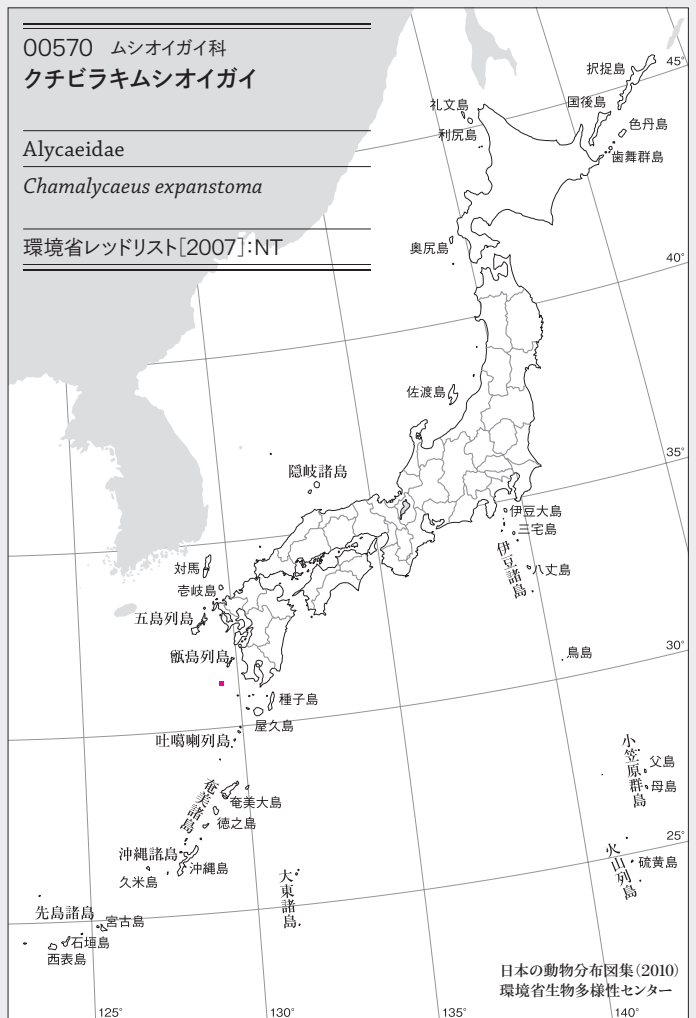 00570 ムシオイガイ科
クチビラキムシオイガイ
Alycaeidae
Chamalycaeus expanstoma
環境省レッドリスト[2007]:NT
択捉島
45°
礼文島
国後島
色丹島
利尻島
歯舞群島
奥尻島
40°
佐渡島
35°
隠岐諸島
伊豆大島
三宅島
伊豆諸島
八丈島
対馬
壱岐島
五島列島
甑島列島
鳥島
30°
種子島
屋久島
吐噶喇列島
小笠原群島
父島
母島
奄美諸島
奄美大島
徳之島
25°
沖縄諸島
沖縄島
久米島
大東諸島
火山列島
硫黄島
先島諸島
宮古島
石垣島
西表島
日本の動物分布図集(2010)
環境省生物多様性センター
125°
130°
135°
140°